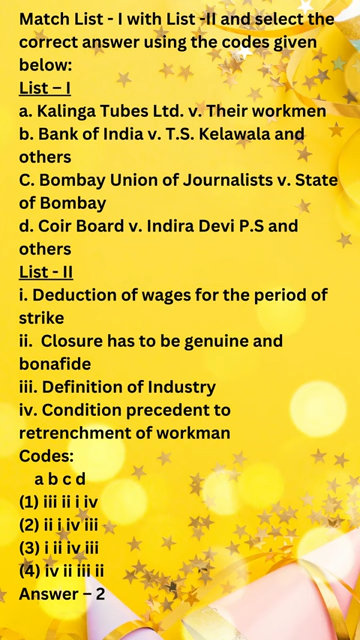 Match List - I with List -II and select the
correct answer using the codes given
below:
List – I
a. Kalinga Tubes Ltd. v. Their workmen
b. Bank of India v. T.S. Kelawala and
others
C. Bombay Union of Journalists v. State
of Bombay
d. Coir Board v. Indira Devi P.S and
others
List - II
i. Deduction of wages for the period of
strike
ii.  Closure has to be genuine and
bonafide
iii. Definition of Industry
iv. Condition precedent to
retrenchment of workman
Codes:
a b c d
(1) iii ii i iv
(2) ii i iv iii
(3) i ii iv iii
(4) iv ii iii ii
Answer – 2